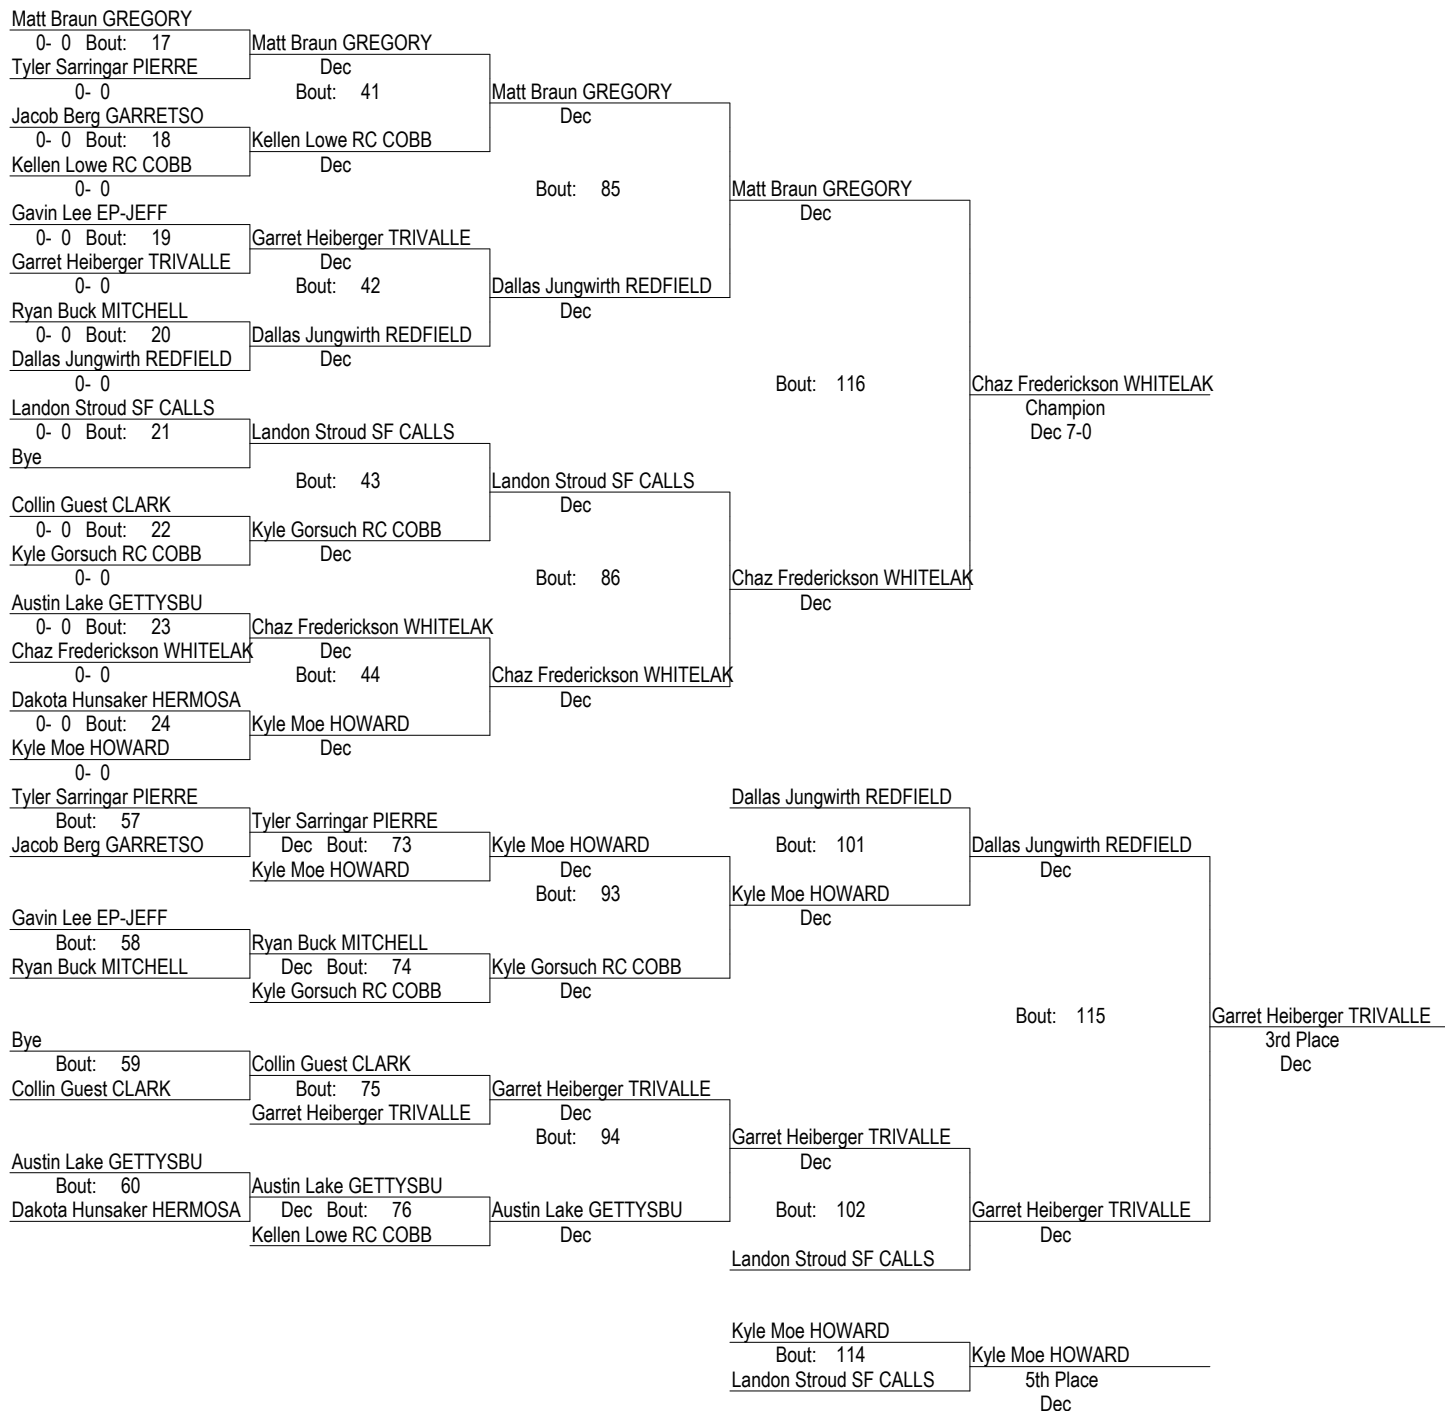 Matt Braun GREGORY
0- 0 Bout: 17
Matt Braun GREGORY
Tyler Sarringar PIERRE
Dec
0- 0
Bout: 41
Matt Braun GREGORY
Jacob Berg GARRETSO
Dec
0- 0 Bout: 18
Kellen Lowe RC COBB
Kellen Lowe RC COBB
Dec
0- 0
Bout: 85
Matt Braun GREGORY
Gavin Lee EP-JEFF
Dec
0- 0 Bout: 19
Garret Heiberger TRIVALLE
Garret Heiberger TRIVALLE
Dec
0- 0
Bout: 42
Dallas Jungwirth REDFIELD
Ryan Buck MITCHELL
Dec
0- 0 Bout: 20
Dallas Jungwirth REDFIELD
Dallas Jungwirth REDFIELD
Dec
0- 0
Bout: 116
Chaz Frederickson WHITELAK
Landon Stroud SF CALLS
Champion
0- 0 Bout: 21
Landon Stroud SF CALLS
Dec 7-0
Bye
Bout: 43
Landon Stroud SF CALLS
Collin Guest CLARK
Dec
0- 0 Bout: 22
Kyle Gorsuch RC COBB
Kyle Gorsuch RC COBB
Dec
0- 0
Bout: 86
Chaz Frederickson WHITELAK
Austin Lake GETTYSBU
Dec
0- 0 Bout: 23
Chaz Frederickson WHITELAK
Chaz Frederickson WHITELAK
Dec
0- 0
Bout: 44
Chaz Frederickson WHITELAK
Dakota Hunsaker HERMOSA
Dec
0- 0 Bout: 24
Kyle Moe HOWARD
Kyle Moe HOWARD
Dec
0- 0
Tyler Sarringar PIERRE
Dallas Jungwirth REDFIELD
Bout: 57
Tyler Sarringar PIERRE
Jacob Berg GARRETSO
Dec Bout: 73
Kyle Moe HOWARD
Bout: 101
Dallas Jungwirth REDFIELD
Kyle Moe HOWARD
Dec
Dec
Bout: 93
Kyle Moe HOWARD
Gavin Lee EP-JEFF
Dec
Bout: 58
Ryan Buck MITCHELL
Ryan Buck MITCHELL
Dec Bout: 74
Kyle Gorsuch RC COBB
Kyle Gorsuch RC COBB
Dec
Bout: 115
Garret Heiberger TRIVALLE
Bye
3rd Place
Bout: 59
Collin Guest CLARK
Dec
Collin Guest CLARK
Bout: 75
Garret Heiberger TRIVALLE
Garret Heiberger TRIVALLE
Dec
Bout: 94
Garret Heiberger TRIVALLE
Austin Lake GETTYSBU
Dec
Bout: 60
Austin Lake GETTYSBU
Dakota Hunsaker HERMOSA
Dec Bout: 76
Austin Lake GETTYSBU
Bout: 102
Garret Heiberger TRIVALLE
Kellen Lowe RC COBB
Dec
Dec
Landon Stroud SF CALLS
Kyle Moe HOWARD
Bout: 114
Kyle Moe HOWARD
Landon Stroud SF CALLS
5th Place
Dec